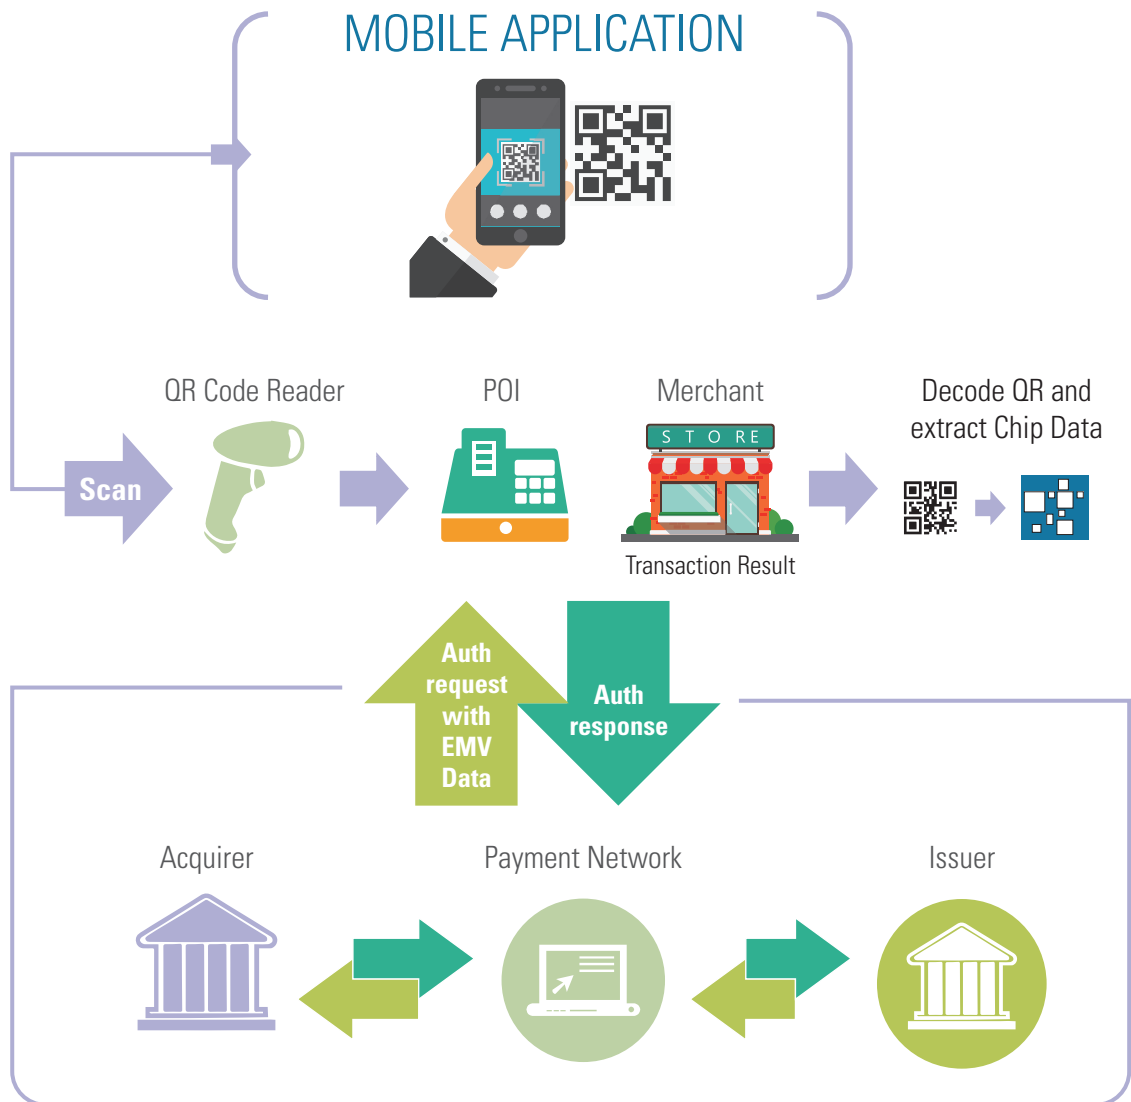 MOBILE APPLICATION
QR Code Reader
POI
Merchant
Decode QR and
extract Chip Data
Scan
STORE
Transaction Result
Auth
request
with
EMV
Data
Auth
response
Acquirer
Payment Network
Issuer